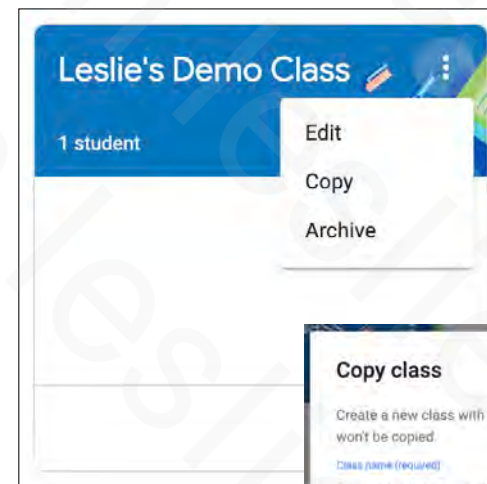 Leslie's Demo Class
1 student
Edit
Copy
Archive
Copy class
Create a new class with
won't be copied
Class name (required)